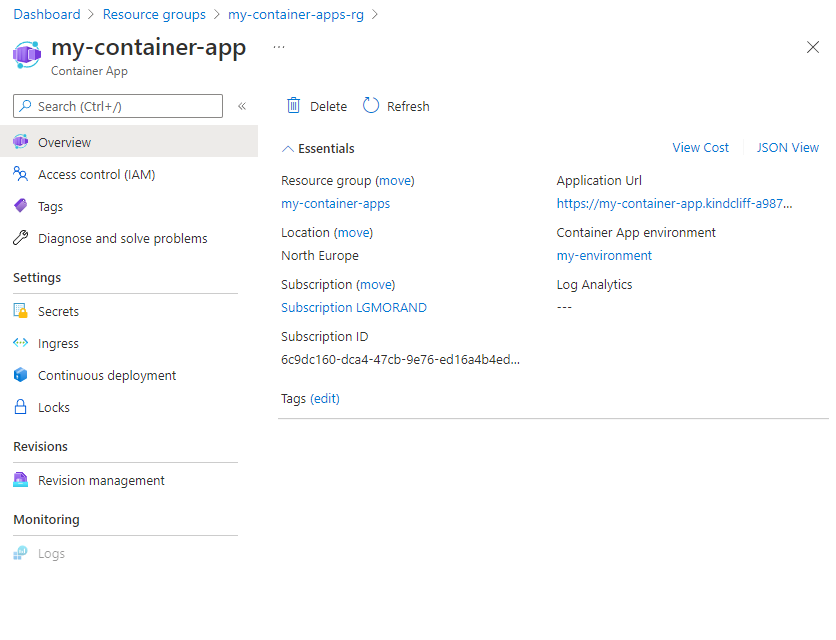 Dashboard > Resource groups > my-container-apps-rg >
my-container-app ...
Container App
Search (Ctrl+/)
«
Overview
Access control (IAM)
Tags
Diagnose and solve problems
Settings
Secrets
Ingress
Continuous deployment
Locks
Revisions
Revision management
Monitoring
Logs
Delete Refresh
Essentials
View Cost JSON View
Resource group (move)
my-container-apps
Location (move)
North Europe
Subscription (move)
Subscription LGMORAND
Subscription ID
6c9dc160-dca4-47cb-9e76-ed16a4b4ed...
Application Url
https://my-container-app.kindcliff-a987...
Container App environment
my-environment
Log Analytics
---
Tags (edit)